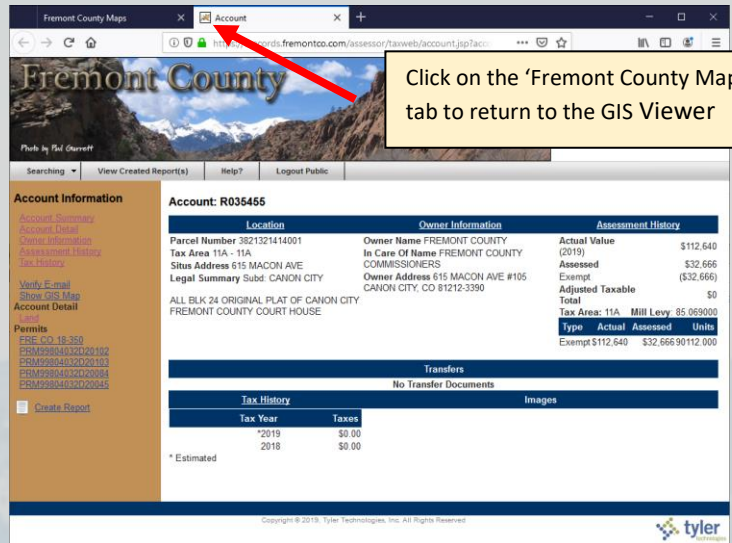 Fremont County Maps
Account
https://records.fremontco.com/assessor/taxweb/account.jsp?acco
Click on the ‘Fremont County Map
tab to return to the GIS Viewer
Fremont County
Photo by Phil Garrett
Searching View Created Report(s) Help? Logout Public
Account Information
Account Summary
Account Detail
Owner Information
Assessment History
Tax History
Verify E-mail
Show GIS Map
Account Detail
Land
Permits
FRE CO 18-350
PRM99804032D20102
PRM99804032D20103
PRM99804032D20084
PRM99804032D20045
Create Report
Account: R035455
Location
Parcel Number 3821321414001
Tax Area 11A - 11A
Situs Address 615 MACON AVE
Legal Summary Subd: CANON CITY
ALL BLK 24 ORIGINAL PLAT OF CANON CITY
FREMONT COUNTY COURT HOUSE
Owner Information
Owner Name FREMONT COUNTY
In Care Of Name FREMONT COUNTY
COMMISSIONERS
Owner Address 615 MACON AVE #105
CANON CITY, CO 81212-3390
Assessment History
Actual Value
(2019) $112,640
Assessed $32,666
Exempt ($32,666)
Adjusted Taxable
Total $0
Tax Area: 11A Mill Levy: 85.069000
Type Actual Assessed Units
Exempt $112,640 $32,666 90112.000
Transfers
No Transfer Documents
Tax History
Images
Tax Year Taxes
*2019 $0.00
2018 $0.00
* Estimated
Copyright © 2019. Tyler Technologies, Inc. All Rights Reserved
tyler
technologies